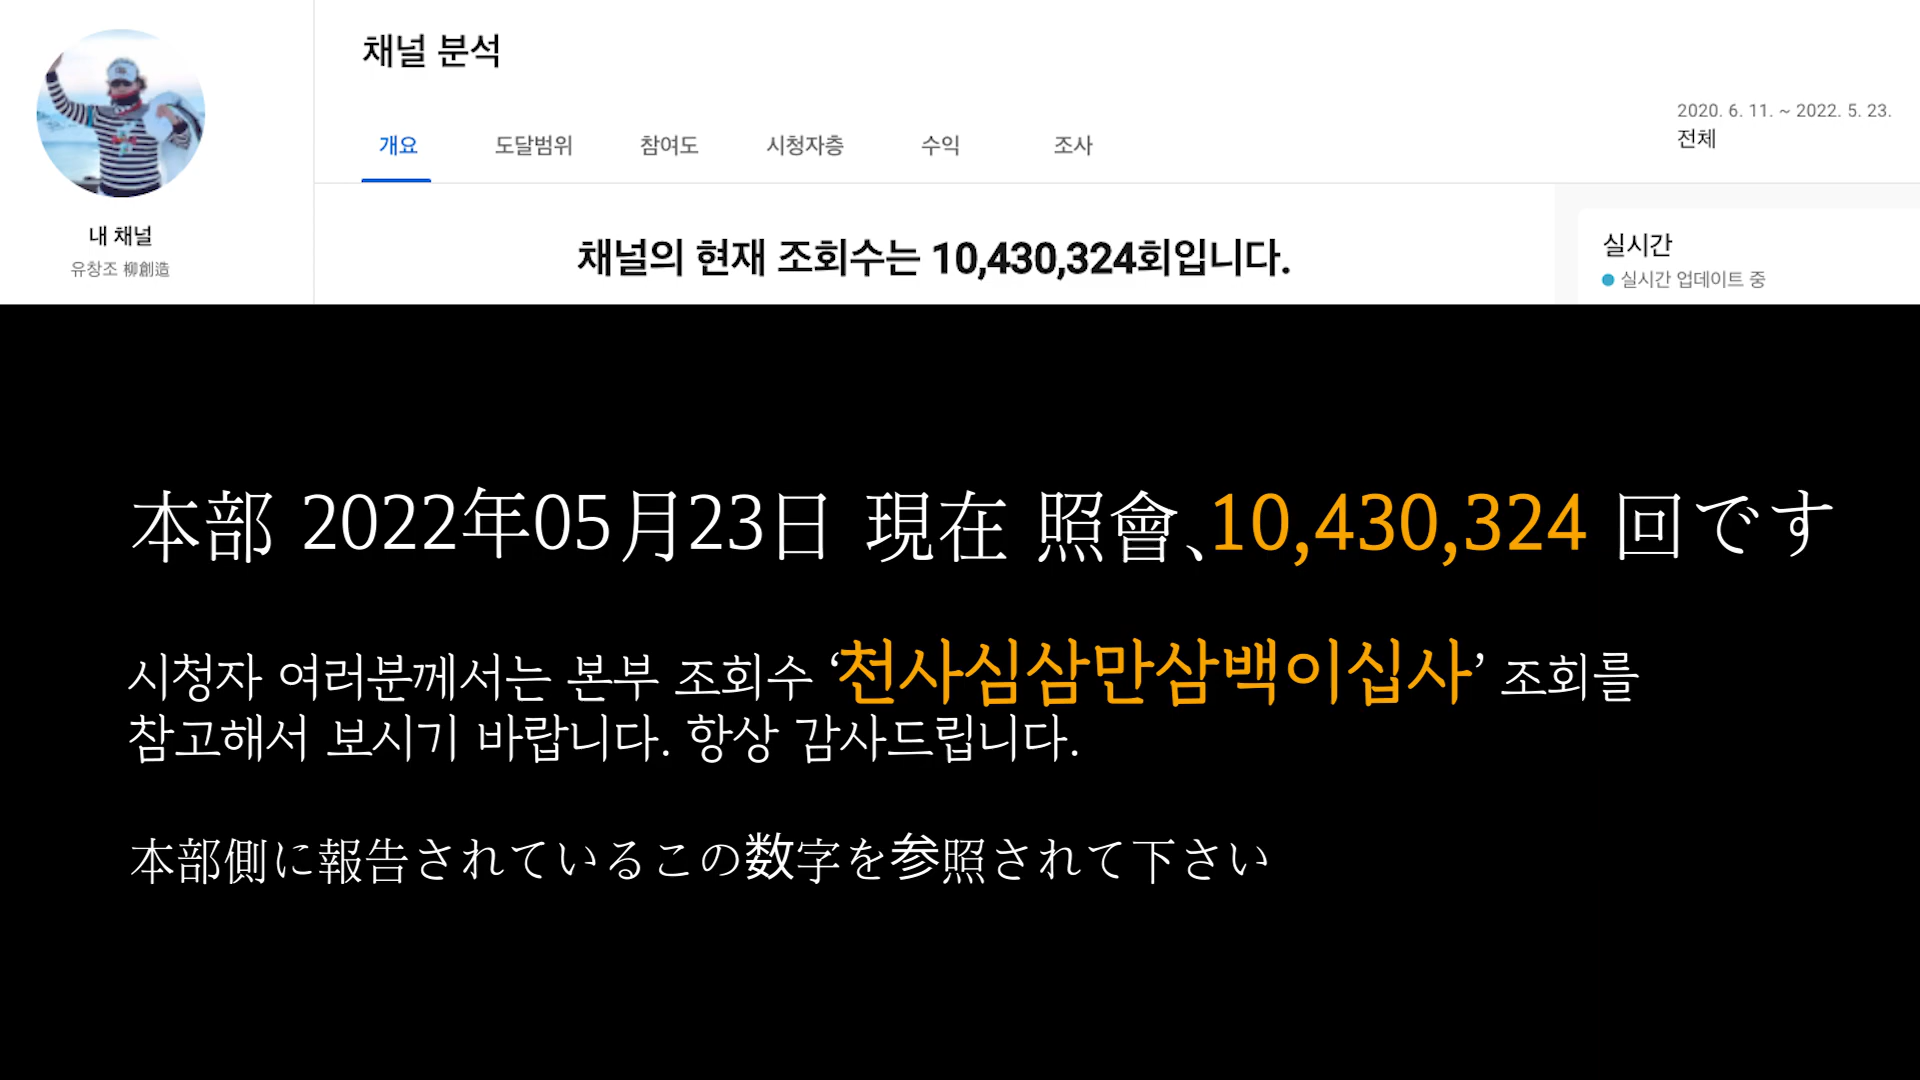 채널 분석
2020. 6. 11. ~ 2022. 5. 23.
전체
개요 도달범위 참여도 시청자층 수익 조사
내 채널
유창조 柳創造
채널의 현재 조회수는 10,430,324회입니다.
실시간
실시간 업데이트 중
本部 2022年05月23日 現在 照會、10,430,324 回です
시청자 여러분께서는 본부 조회수 ‘천사심삼만삼백이십사’ 조회를
참고해서 보시기 바랍니다. 항상 감사드립니다.
本部側に報告されているこの数字を参照されて下さい